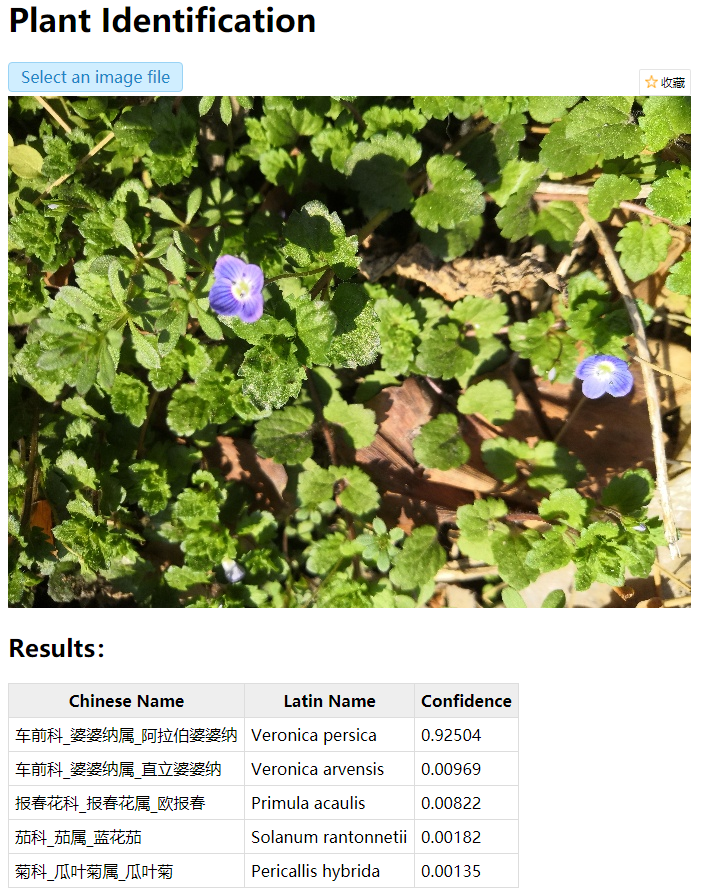 Plant Identification
Select an image file
收藏
Results:
Chinese Name Latin Name Confidence
车前科_婆婆纳属_阿拉伯婆婆纳 Veronica persica 0.92504
车前科_婆婆纳属_直立婆婆纳 Veronica arvensis 0.00969
报春花科_报春花属_欧报春 Primula acaulis 0.00822
茄科_茄属_蓝花茄 Solanum rantonnetii 0.00182
菊科_瓜叶菊属_瓜叶菊 Pericallis hybrida 0.00135